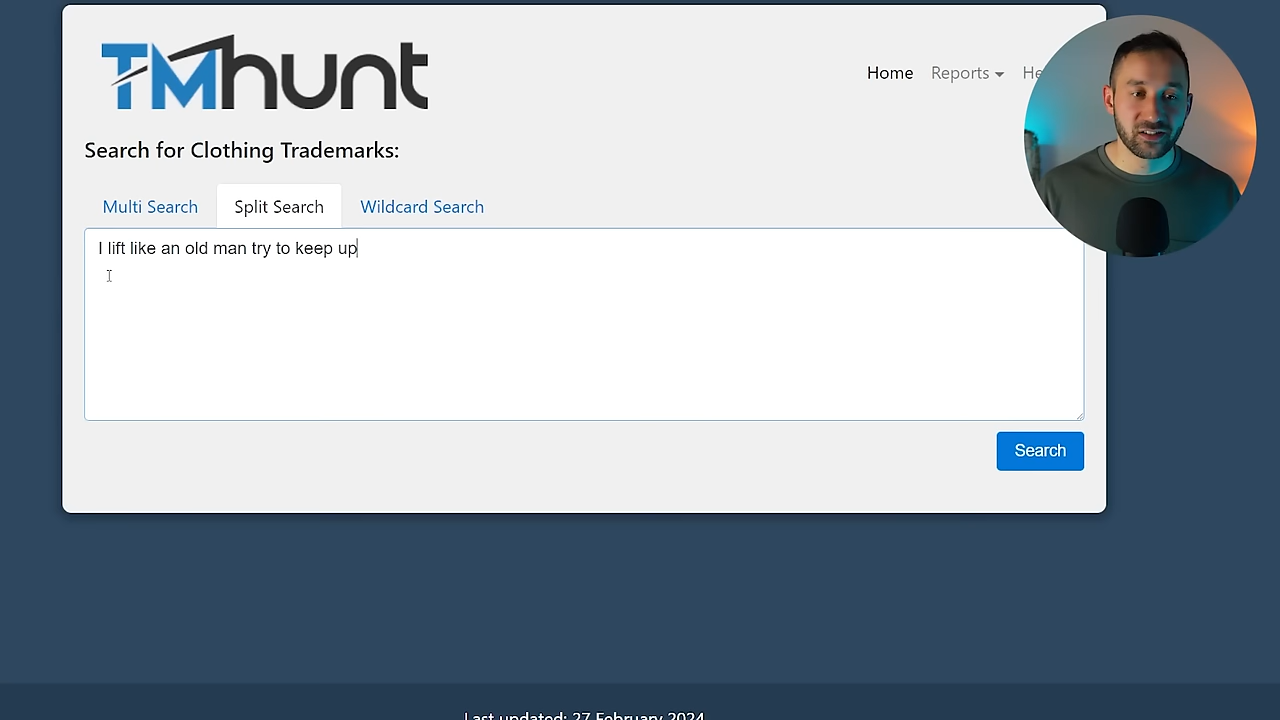 TMhunt
Home Reports
Search for Clothing Trademarks:
Multi Search Split Search Wildcard Search
I lift like an old man try to keep up
Search
Last updated: 27 February 2024